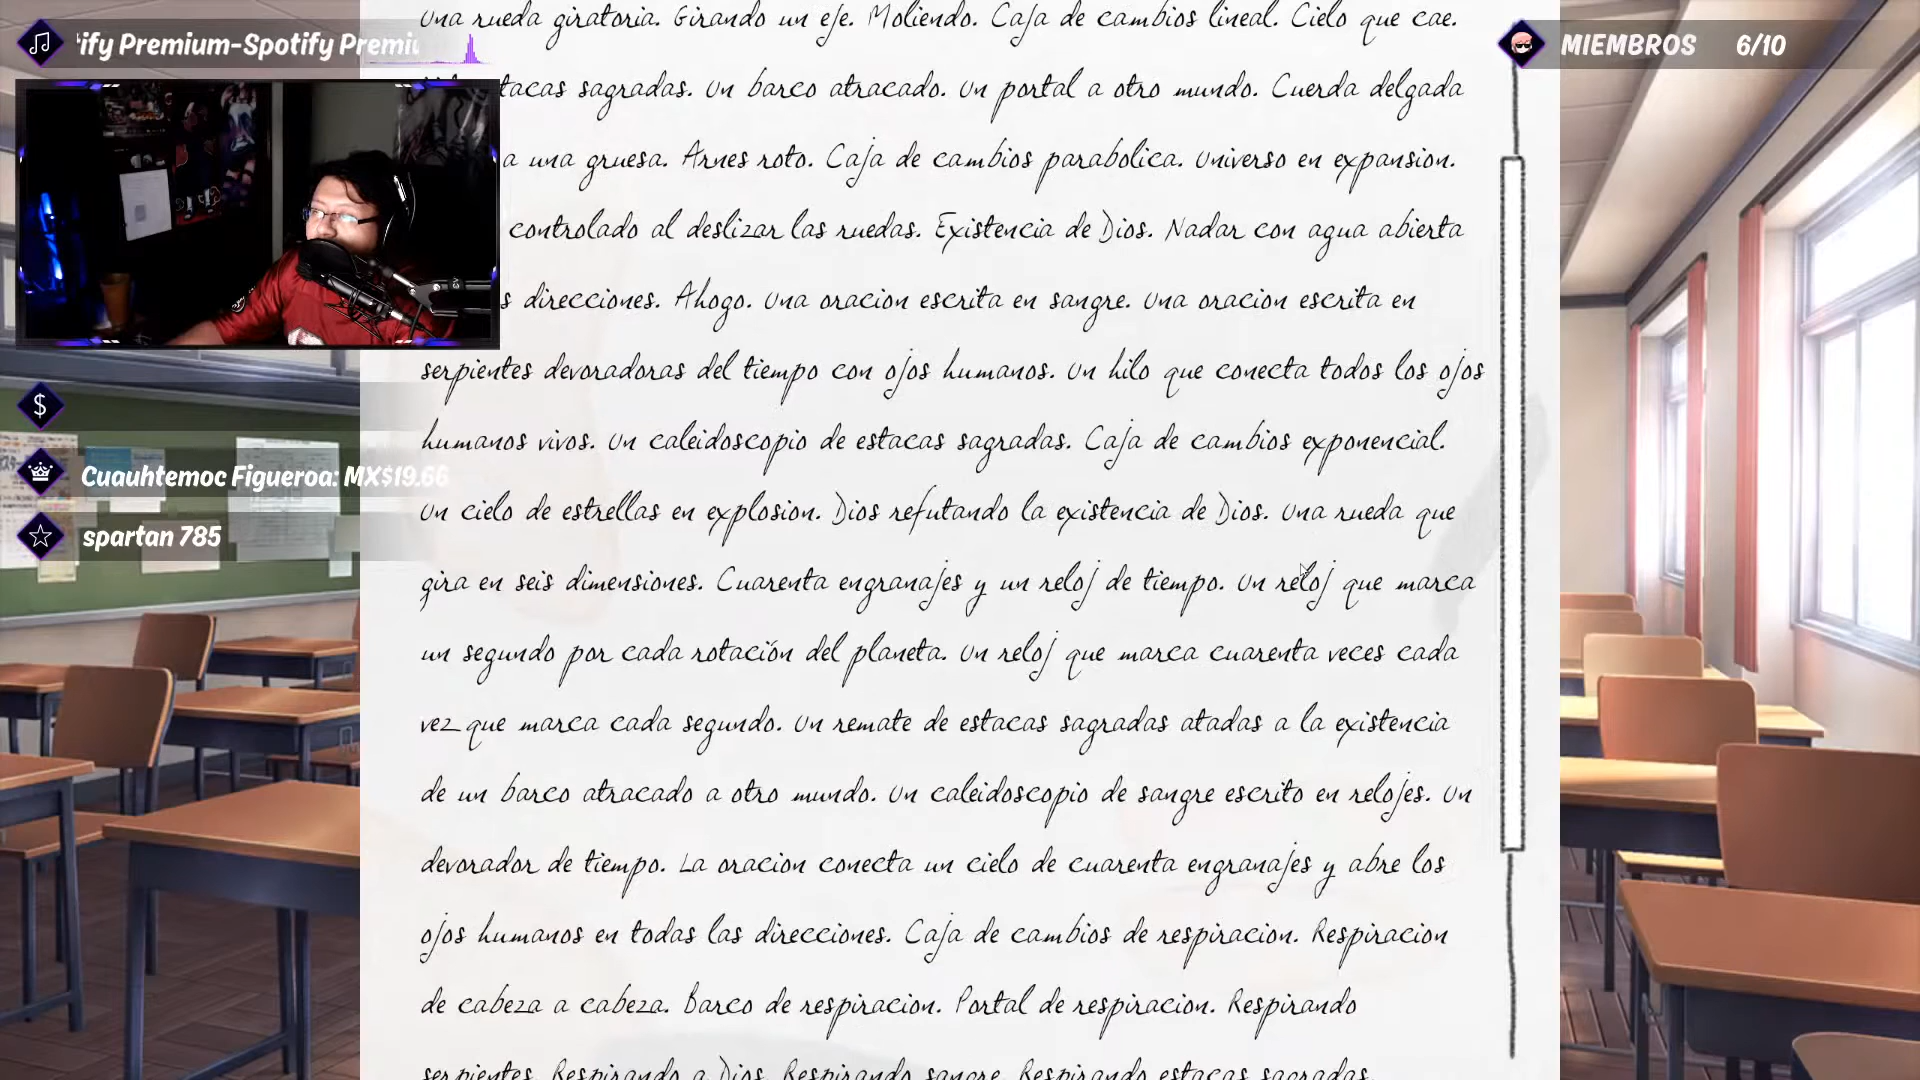 ify Premium-Spotify Premiu
MIEMBROS 6/10
Una rueda giratoria. Girando un eje. Moliendo. Caja de cambios lineal. Cielo que cae.
tacas sagradas. Un barco atracado. Un portal a otro mundo. Cuerda delgada
a una gruesa. Arnes roto. Caja de cambios parabolica. Universo en expansion.
controlado al deslizar las ruedas. Existencia de Dios. Nadar con agua abierta
s direcciones. Ahogo. Una oracion escrita en sangre. Una oracion escrita en
serpientes devoradoras del tiempo con ojos humanos. Un hilo que conecta todos los ojos
humanos vivos. Un caleidoscopio de estacas sagradas. Caja de cambios exponencial.
Un cielo de estrellas en explosion. Dios refutando la existencia de Dios. Una rueda que
gira en seis dimensiones. Cuarenta engranajes y un reloj de tiempo. Un reloj que marca
un segundo por cada rotación del planeta. Un reloj que marca cuarenta veces cada
vez que marca cada segundo. Un remate de estacas sagradas atadas a la existencia
de un barco atracado a otro mundo. Un caleidoscopio de sangre escrito en relojes. Un
devorador de tiempo. La oracion conecta un cielo de cuarenta engranajes y abre los
ojos humanos en todas las direcciones. Caja de cambios de respiracion. Respiracion
de cabeza a cabeza. Barco de respiracion. Portal de respiracion. Respirando
serpientes. Respirando a Dios. Respirando sangre. Respirando estacas sagradas.
$
Cuauhtemoc Figueroa: MX$19.66
spartan 785